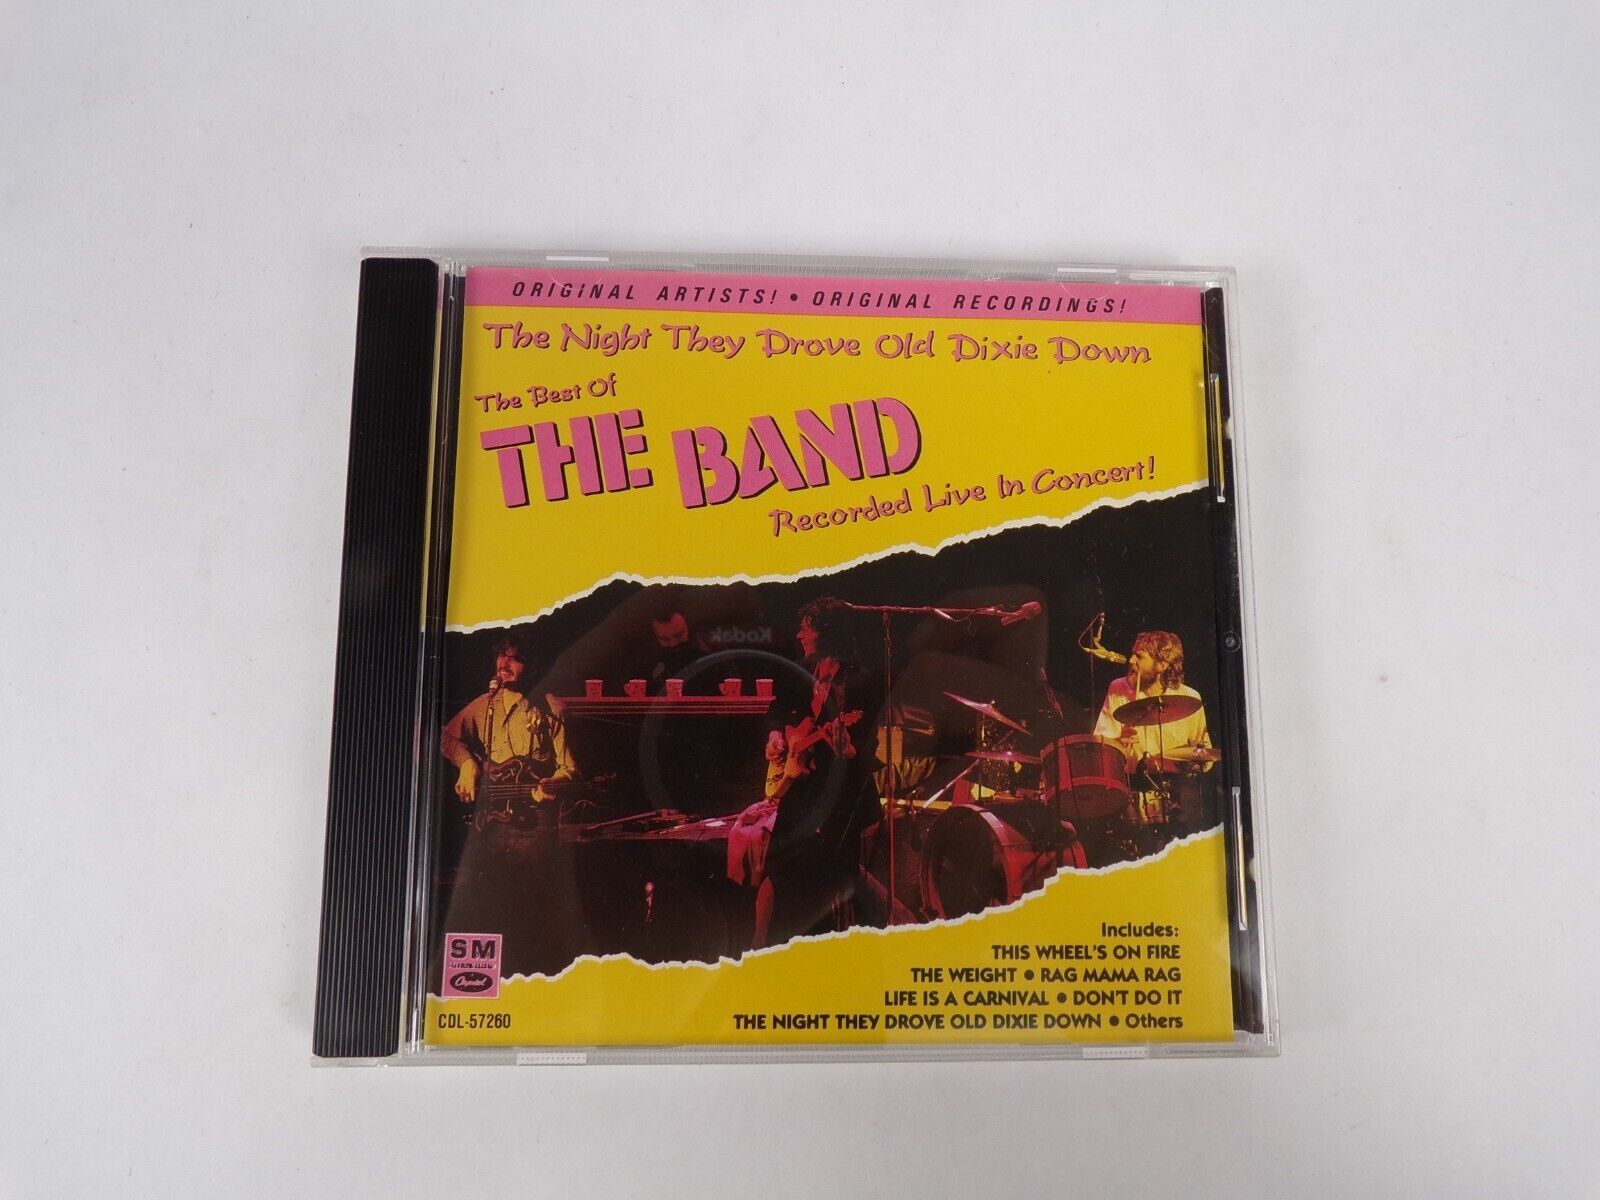 ORIGINAL ARTISTS! • ORIGINAL RECORDINGS!
The Night They Drove Old Dixie Down
The Best Of
THE BAND
Recorded Live In Concert!
Kodak
SM
Capitol
CDL-57260
Includes:
THIS WHEEL'S ON FIRE
THE WEIGHT • RAG MAMA RAG
LIFE IS A CARNIVAL • DON'T DO IT
THE NIGHT THEY DROVE OLD DIXIE DOWN • Others